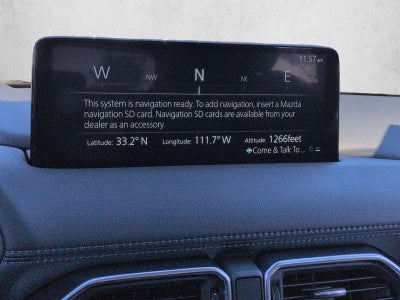 11:57am
W NW N NE E
This system is navigation ready. To add navigation, insert a Mazda
navigation SD card. Navigation SD cards are available from your
dealer as an accessory.
Latitude: 33.2° N Longitude: 111.7° W Altitude: 1266feet
Come & Talk To ...